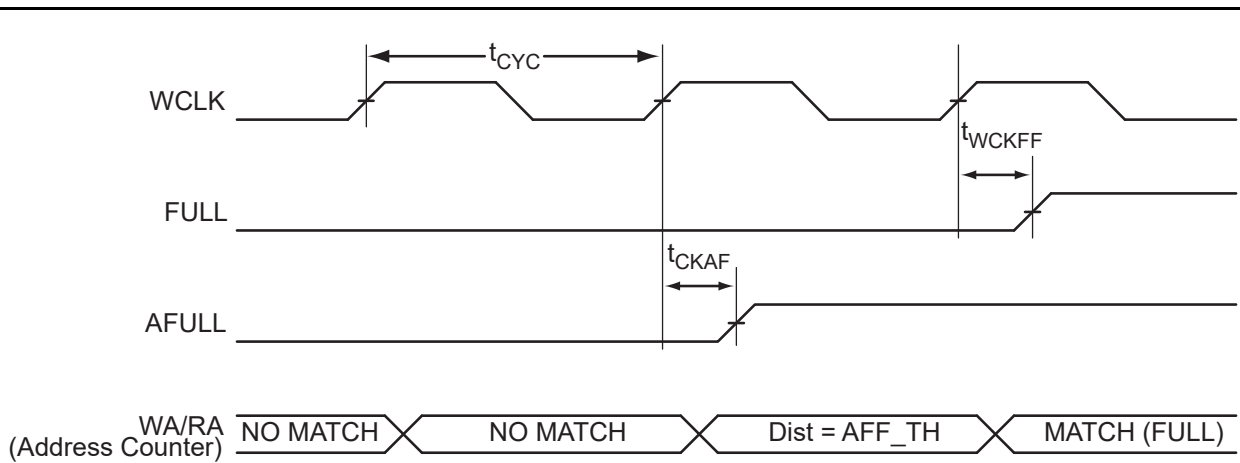 tCYC
WCLK
tWCKFF
FULL
tCKAF
AFULL
WA/RA
(Address Counter)
NO MATCH
NO MATCH
Dist = AFF_TH
MATCH (FULL)